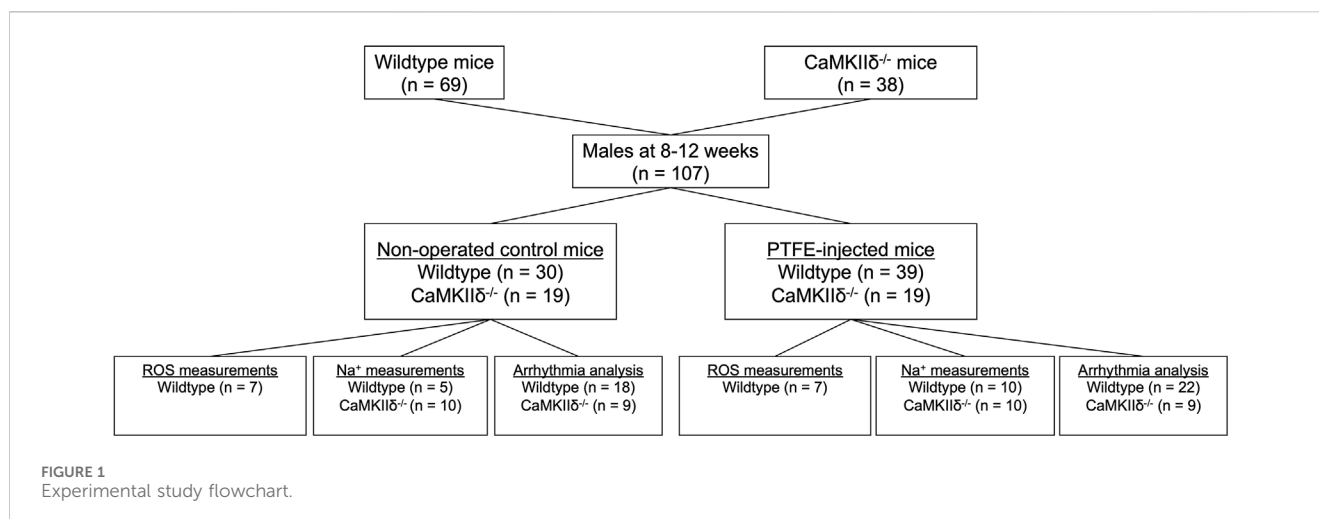 Wildtype mice
(n = 69)
CaMKIIδ-/- mice
(n = 38)
Males at 8-12 weeks
(n = 107)
Non-operated control mice
Wildtype (n = 30)
CaMKIIδ-/- (n = 19)
PTFE-injected mice
Wildtype (n = 39)
CaMKIIδ-/- (n = 19)
ROS measurements
Wildtype (n = 7)
Na+ measurements
Wildtype (n = 5)
CaMKIIδ-/- (n = 10)
Arrhythmia analysis
Wildtype (n = 18)
CaMKIIδ-/- (n = 9)
ROS measurements
Wildtype (n = 7)
Na+ measurements
Wildtype (n = 10)
CaMKIIδ-/- (n = 10)
Arrhythmia analysis
Wildtype (n = 22)
CaMKIIδ-/- (n = 9)
FIGURE 1
Experimental study flowchart.